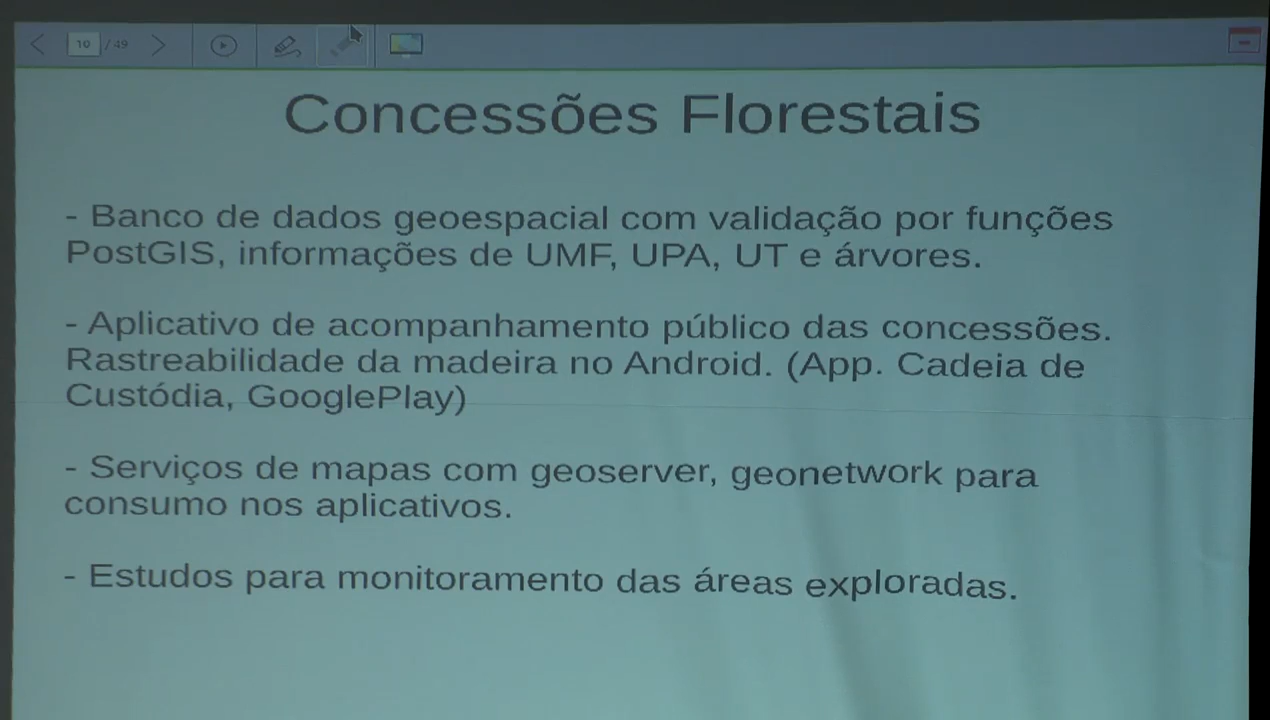 10 / 49
Concessões Florestais
- Banco de dados geoespacial com validação por funções
PostGIS, informações de UMF, UPA, UT e árvores.
- Aplicativo de acompanhamento público das concessões.
Rastreabilidade da madeira no Android. (App. Cadeia de
Custódia, GooglePlay)
- Serviços de mapas com geoserver, geonetwork para
consumo nos aplicativos.
- Estudos para monitoramento das áreas exploradas.